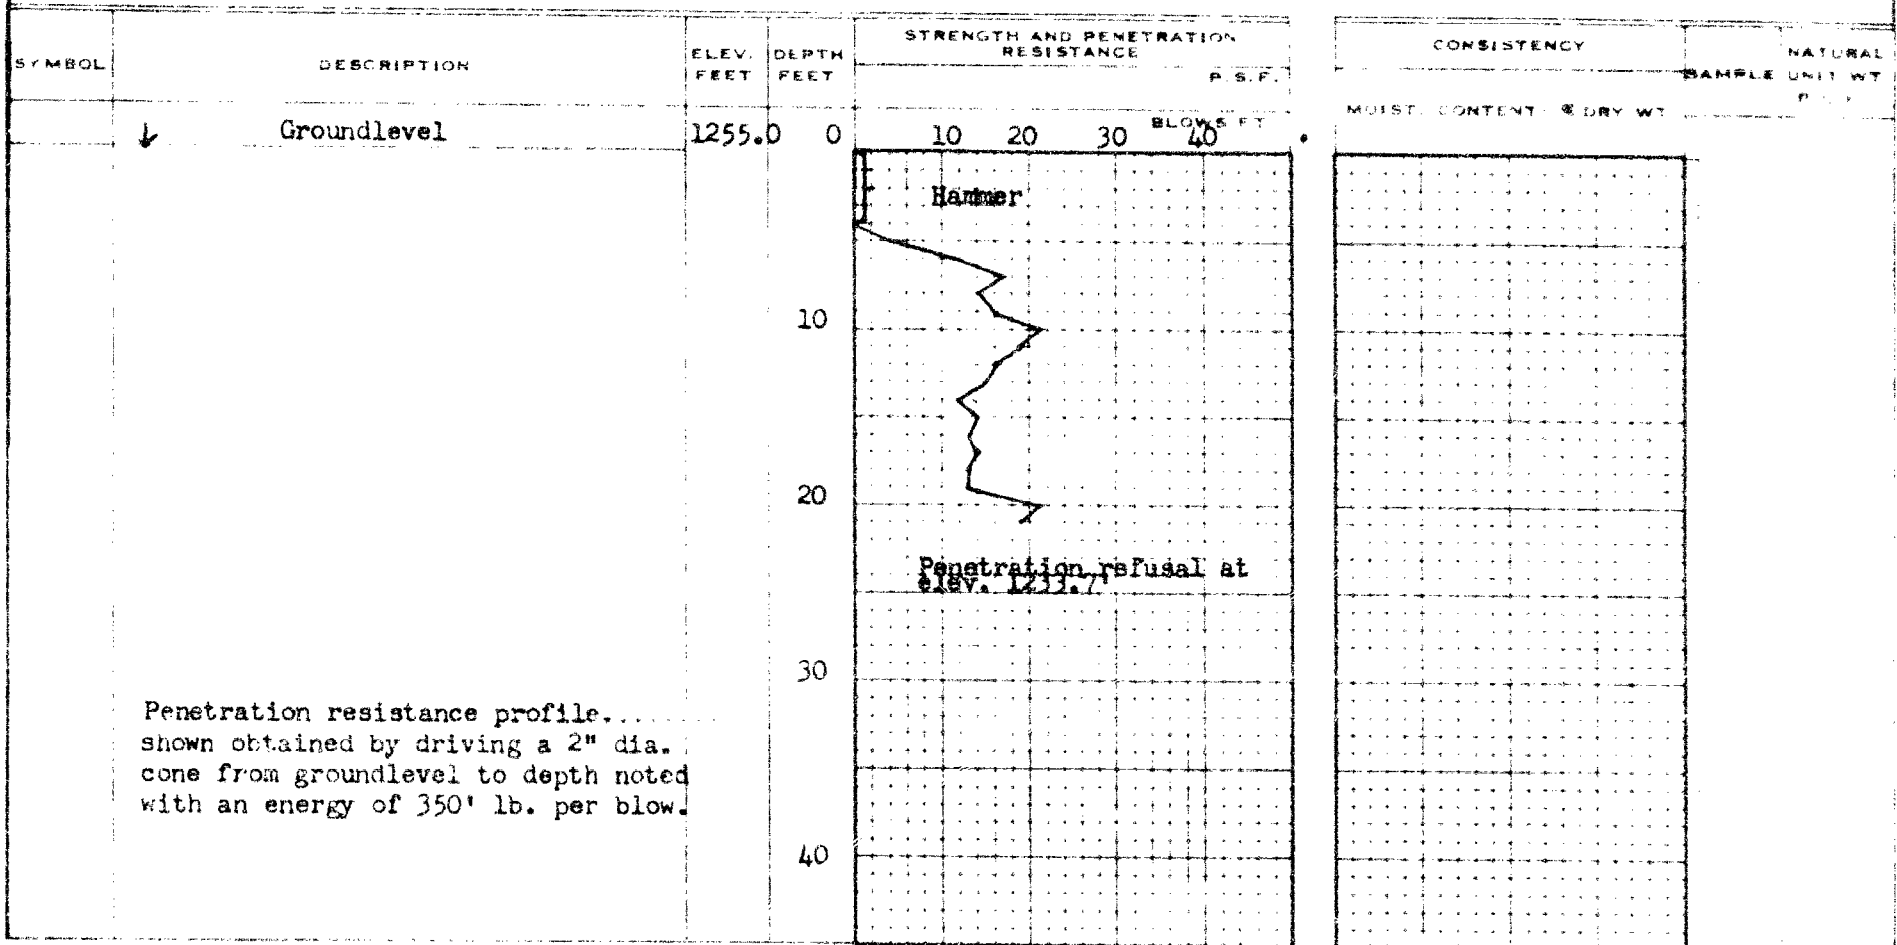 SYMBOL
DESCRIPTION
ELEV. FEET
DEPTH FEET
STRENGTH AND PENETRATION
RESISTANCE
P.S.F.
BLOWS FT
CONSISTENCY
MOIST. CONTENT % DRY WT
SAMPLE
NATURAL
UNIT WT
Groundlevel
1255.0
0
10 20 30 40
Hammer
10
20
Penetration refusal at
elev. 1233.7'
30
Penetration resistance profile......
shown obtained by driving a 2" dia.
cone from groundlevel to depth noted
with an energy of 350' lb. per blow.
40